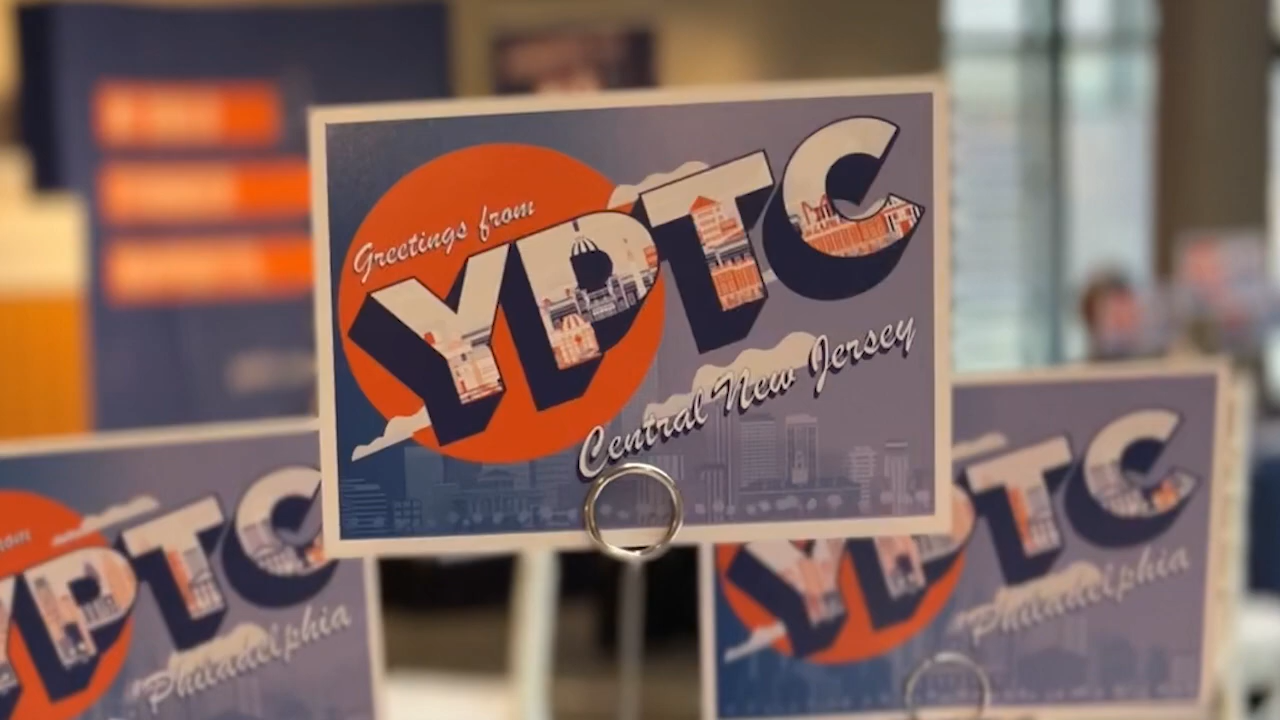 Greetings from
YPTC
Central New Jersey
YPTC
Philadelphia
YPTC
Philadelphia